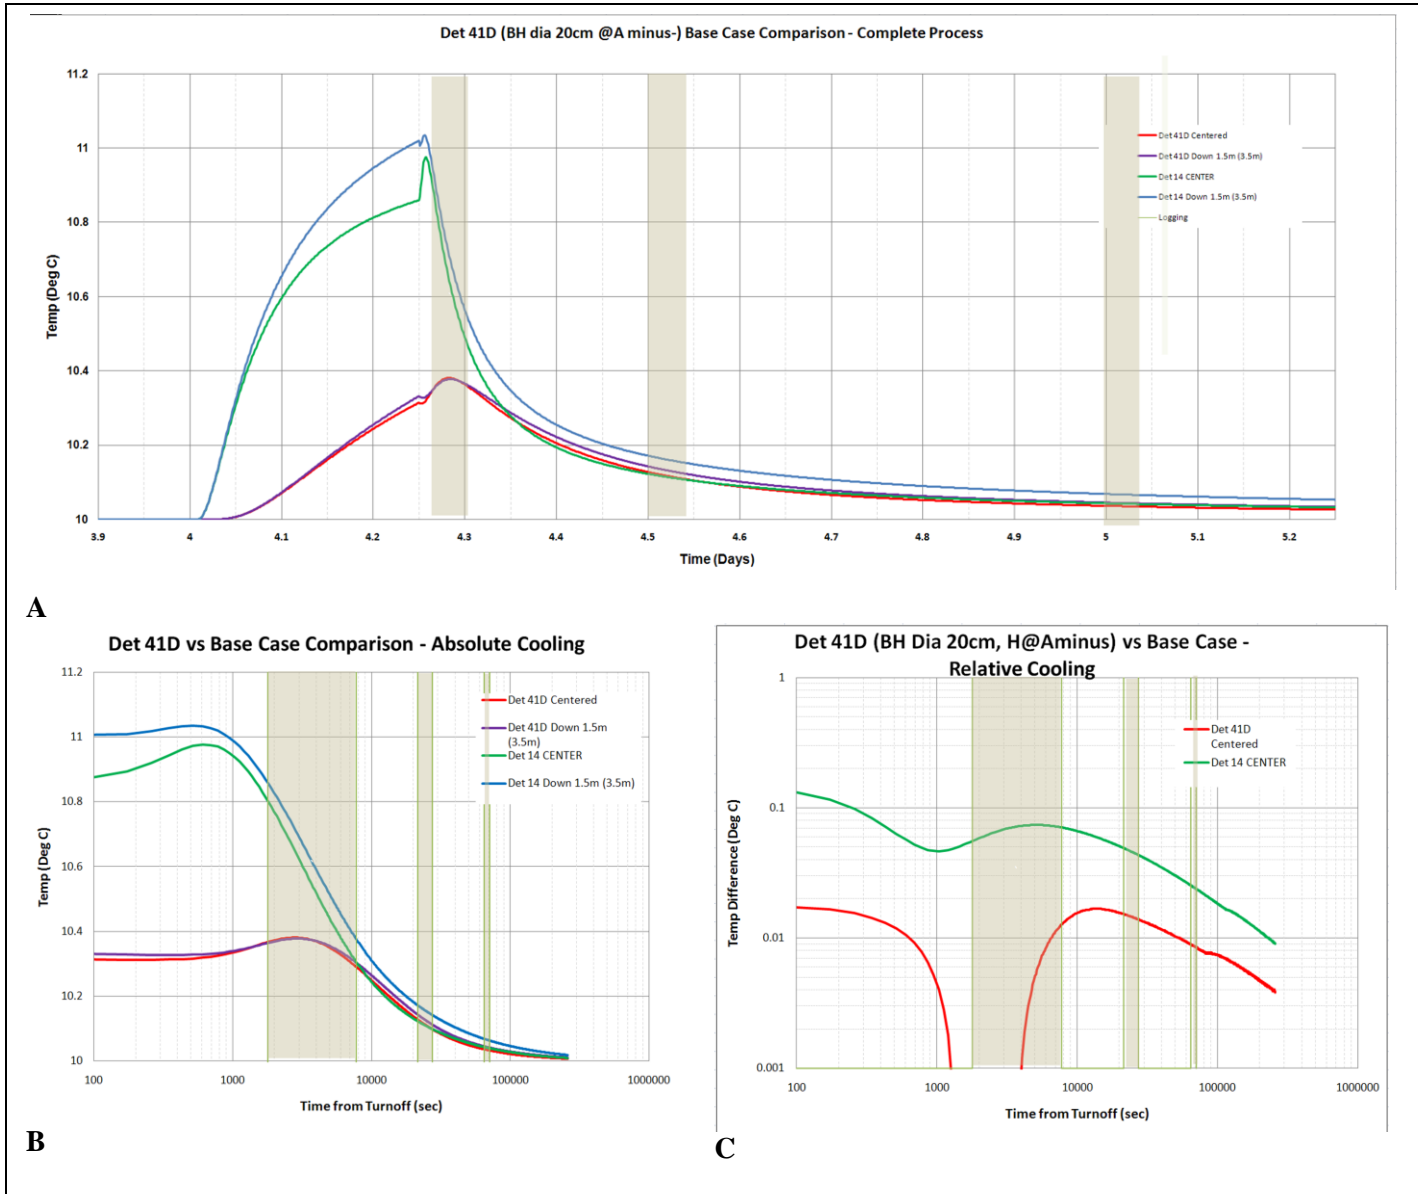 Det 41D (BH dia 20cm @A minus-) Base Case Comparison - Complete Process
11.2
11
10.8
10.6
10.4
10.2
10
Temp (Deg C)
3.9 4 4.1 4.2 4.3 4.4 4.5 4.6 4.7 4.8 4.9 5 5.1 5.2
Time (Days)
Det 41D Centered
Det 41D Down 1.5m (3.5m)
Det 14 CENTER
Det 14 Down 1.5m (3.5m)
Logging
A
Det 41D vs Base Case Comparison - Absolute Cooling
11.2
11
10.8
10.6
10.4
10.2
10
Temp (Deg C)
100 1000 10000 100000 1000000
Time from Turnoff (sec)
Det 41D Centered
Det 41D Down 1.5m
(3.5m)
Det 14 CENTER
Det 14 Down 1.5m (3.5m)
B
Det 41D (BH Dia 20cm, H@Aminus) vs Base Case -
Relative Cooling
1
0.1
0.01
0.001
Temp Difference (Deg C)
100 1000 10000 100000 1000000
Time from Turnoff (sec)
Det 41D
Centered
Det 14 CENTER
C